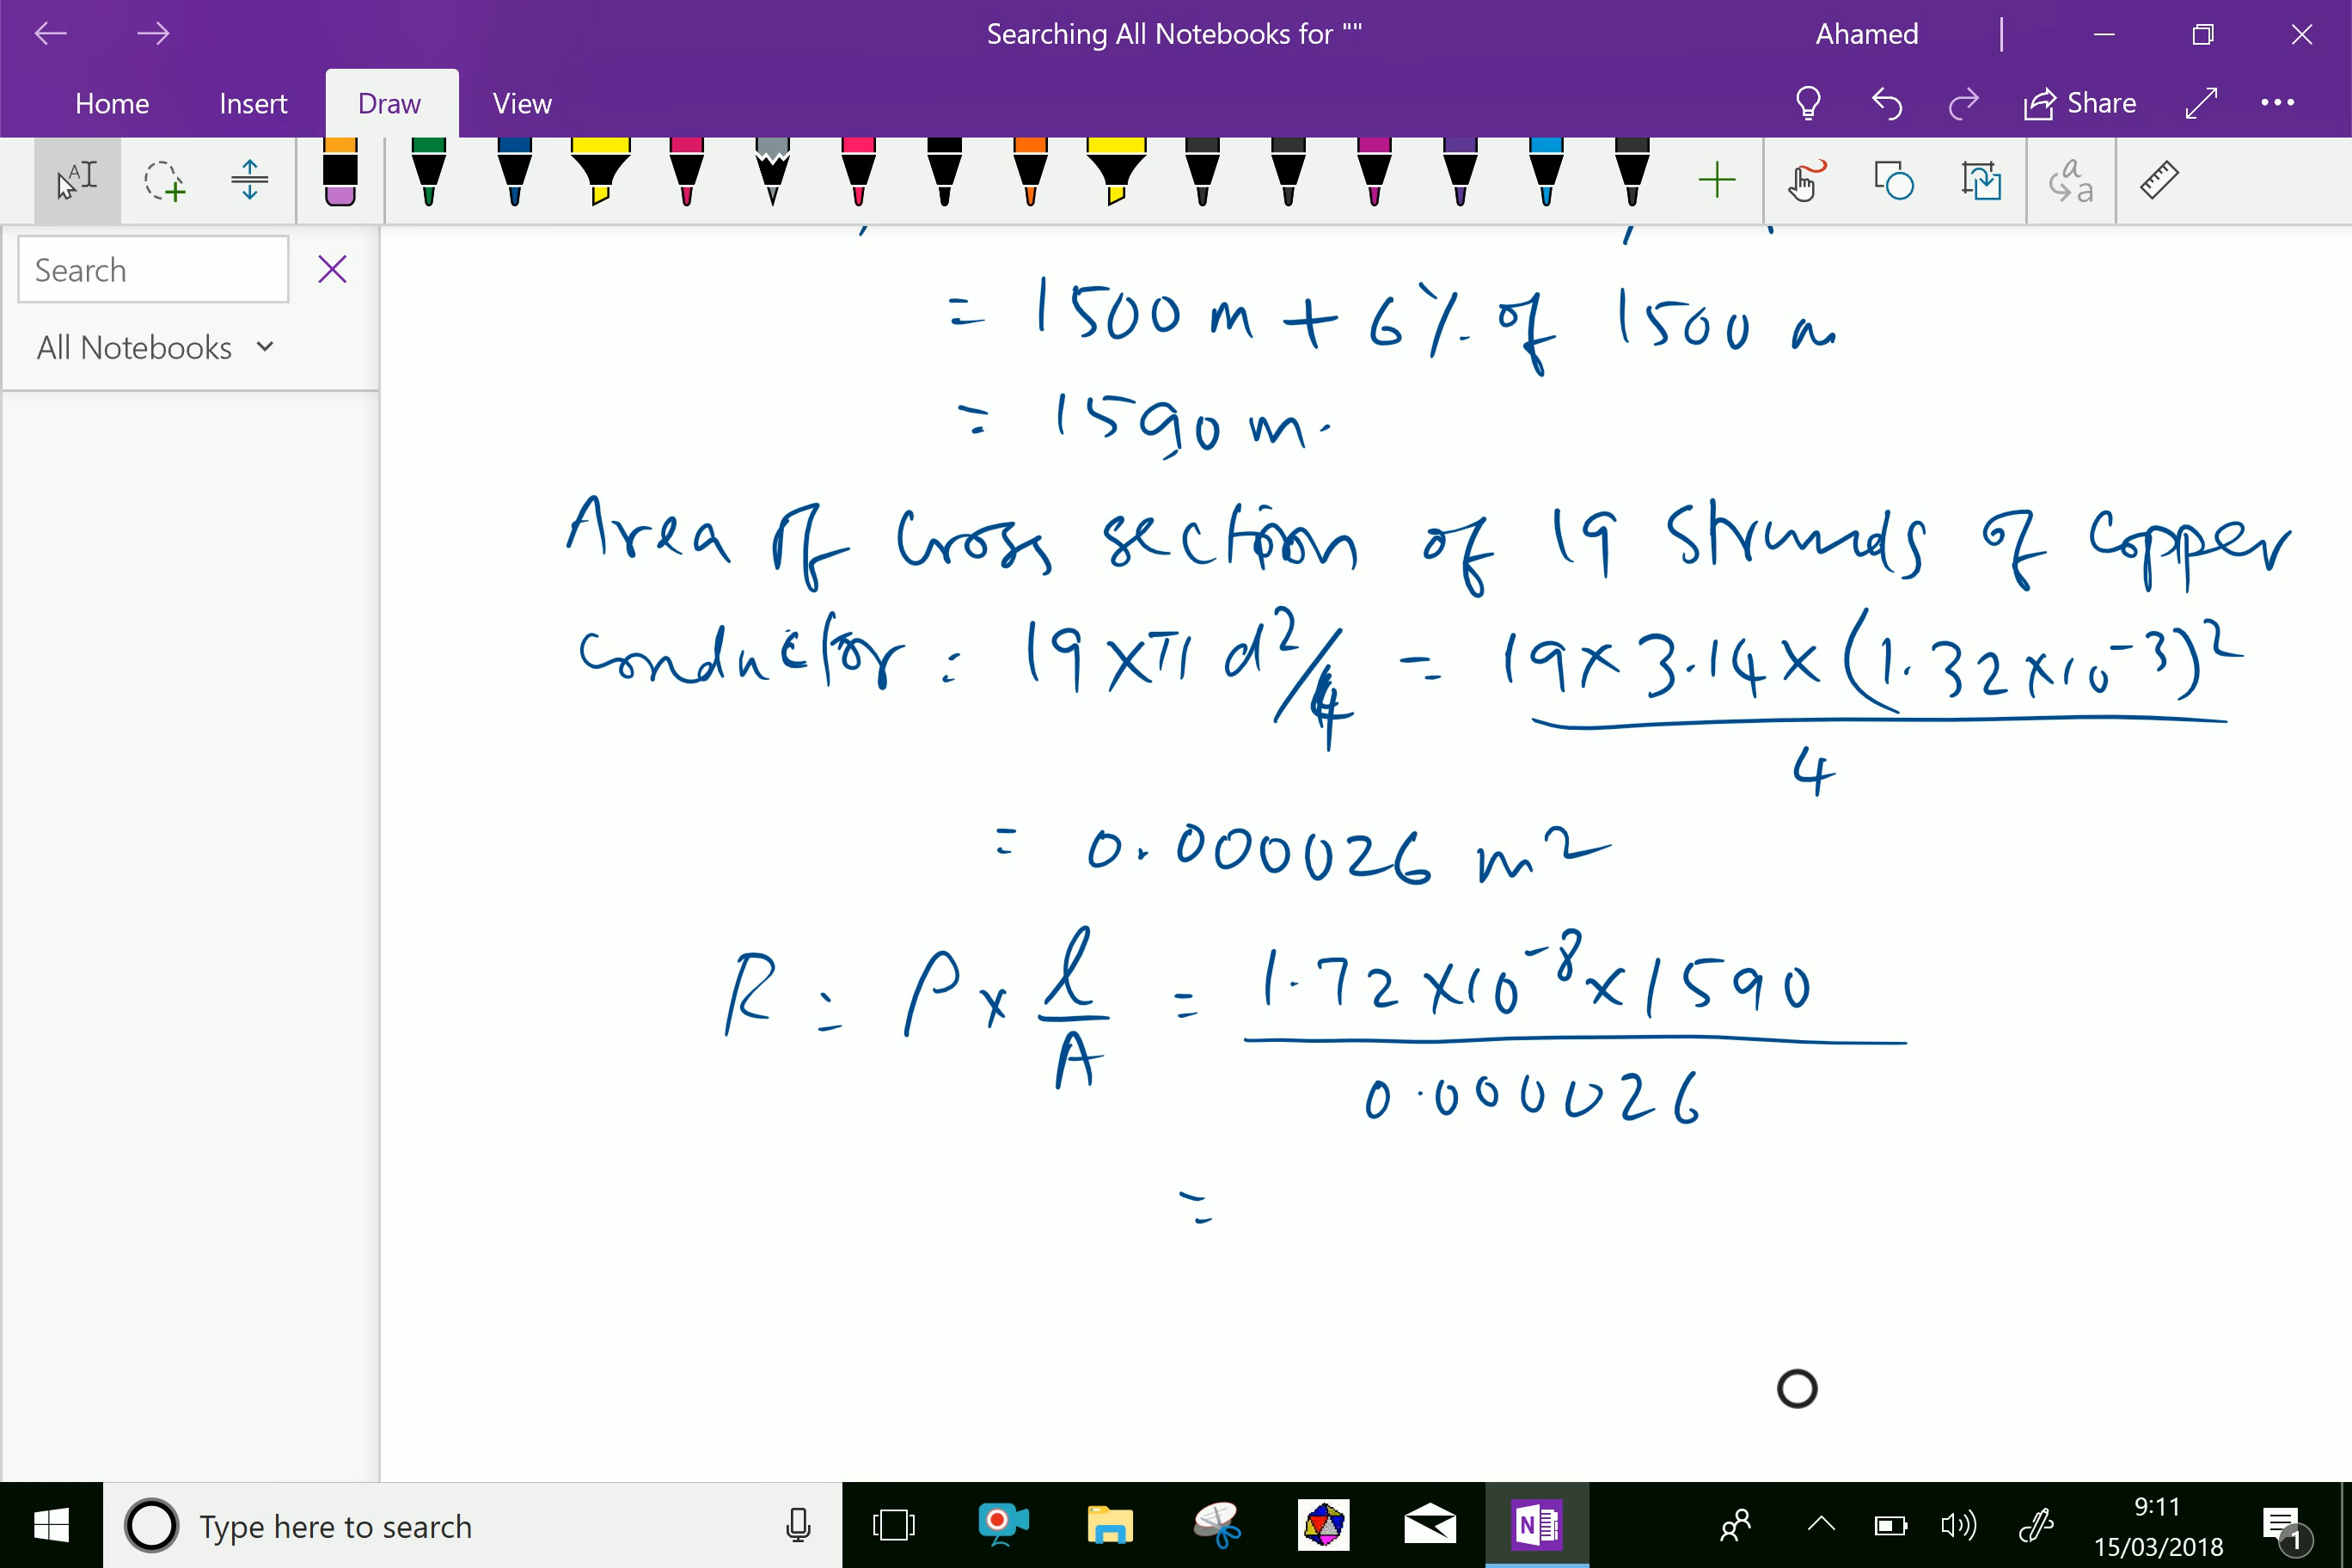 Searching All Notebooks for ""
Ahamed
Home Insert Draw View
Share
Search
All Notebooks
= 1500 m + 6% of 1500 m
= 1590 m.
Area of Cross section of 19 Strands of Copper
Conductor = 19 × π d²/4 = 19 × 3.14 × (1.32 × 10⁻³)² / 4
= 0.000026 m²
R = ρ × l/A = 1.72 × 10⁻⁸ × 1590 / 0.000026
=
Type here to search
9:11
15/03/2018
1